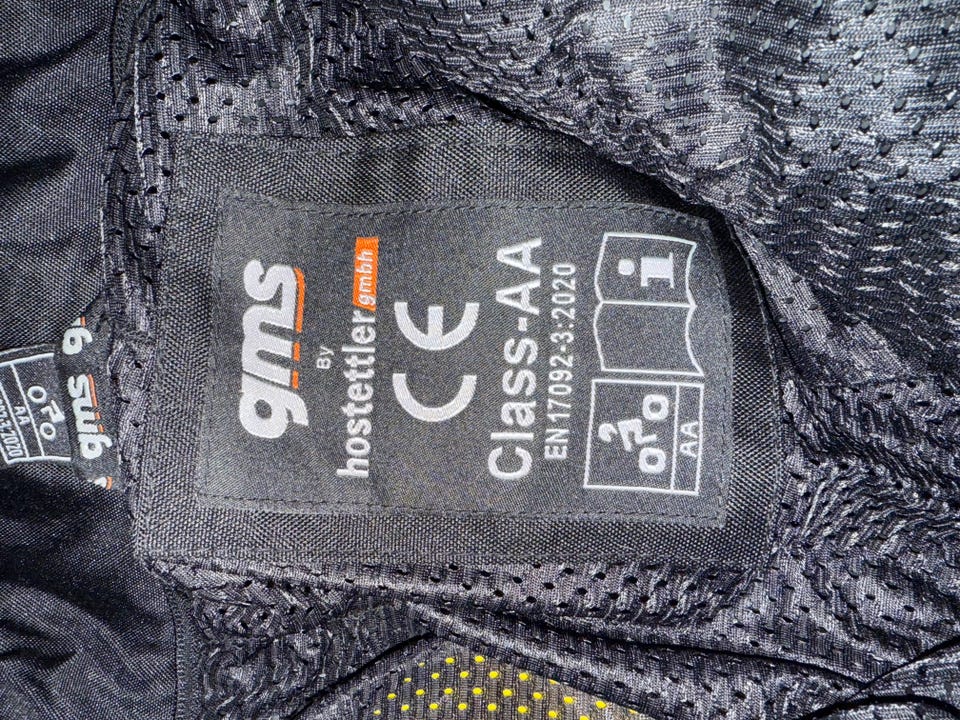 gms
By
hostettler gmbh
CE
Class-AA
EN 17092-3:2020
i
AA
gms
AA